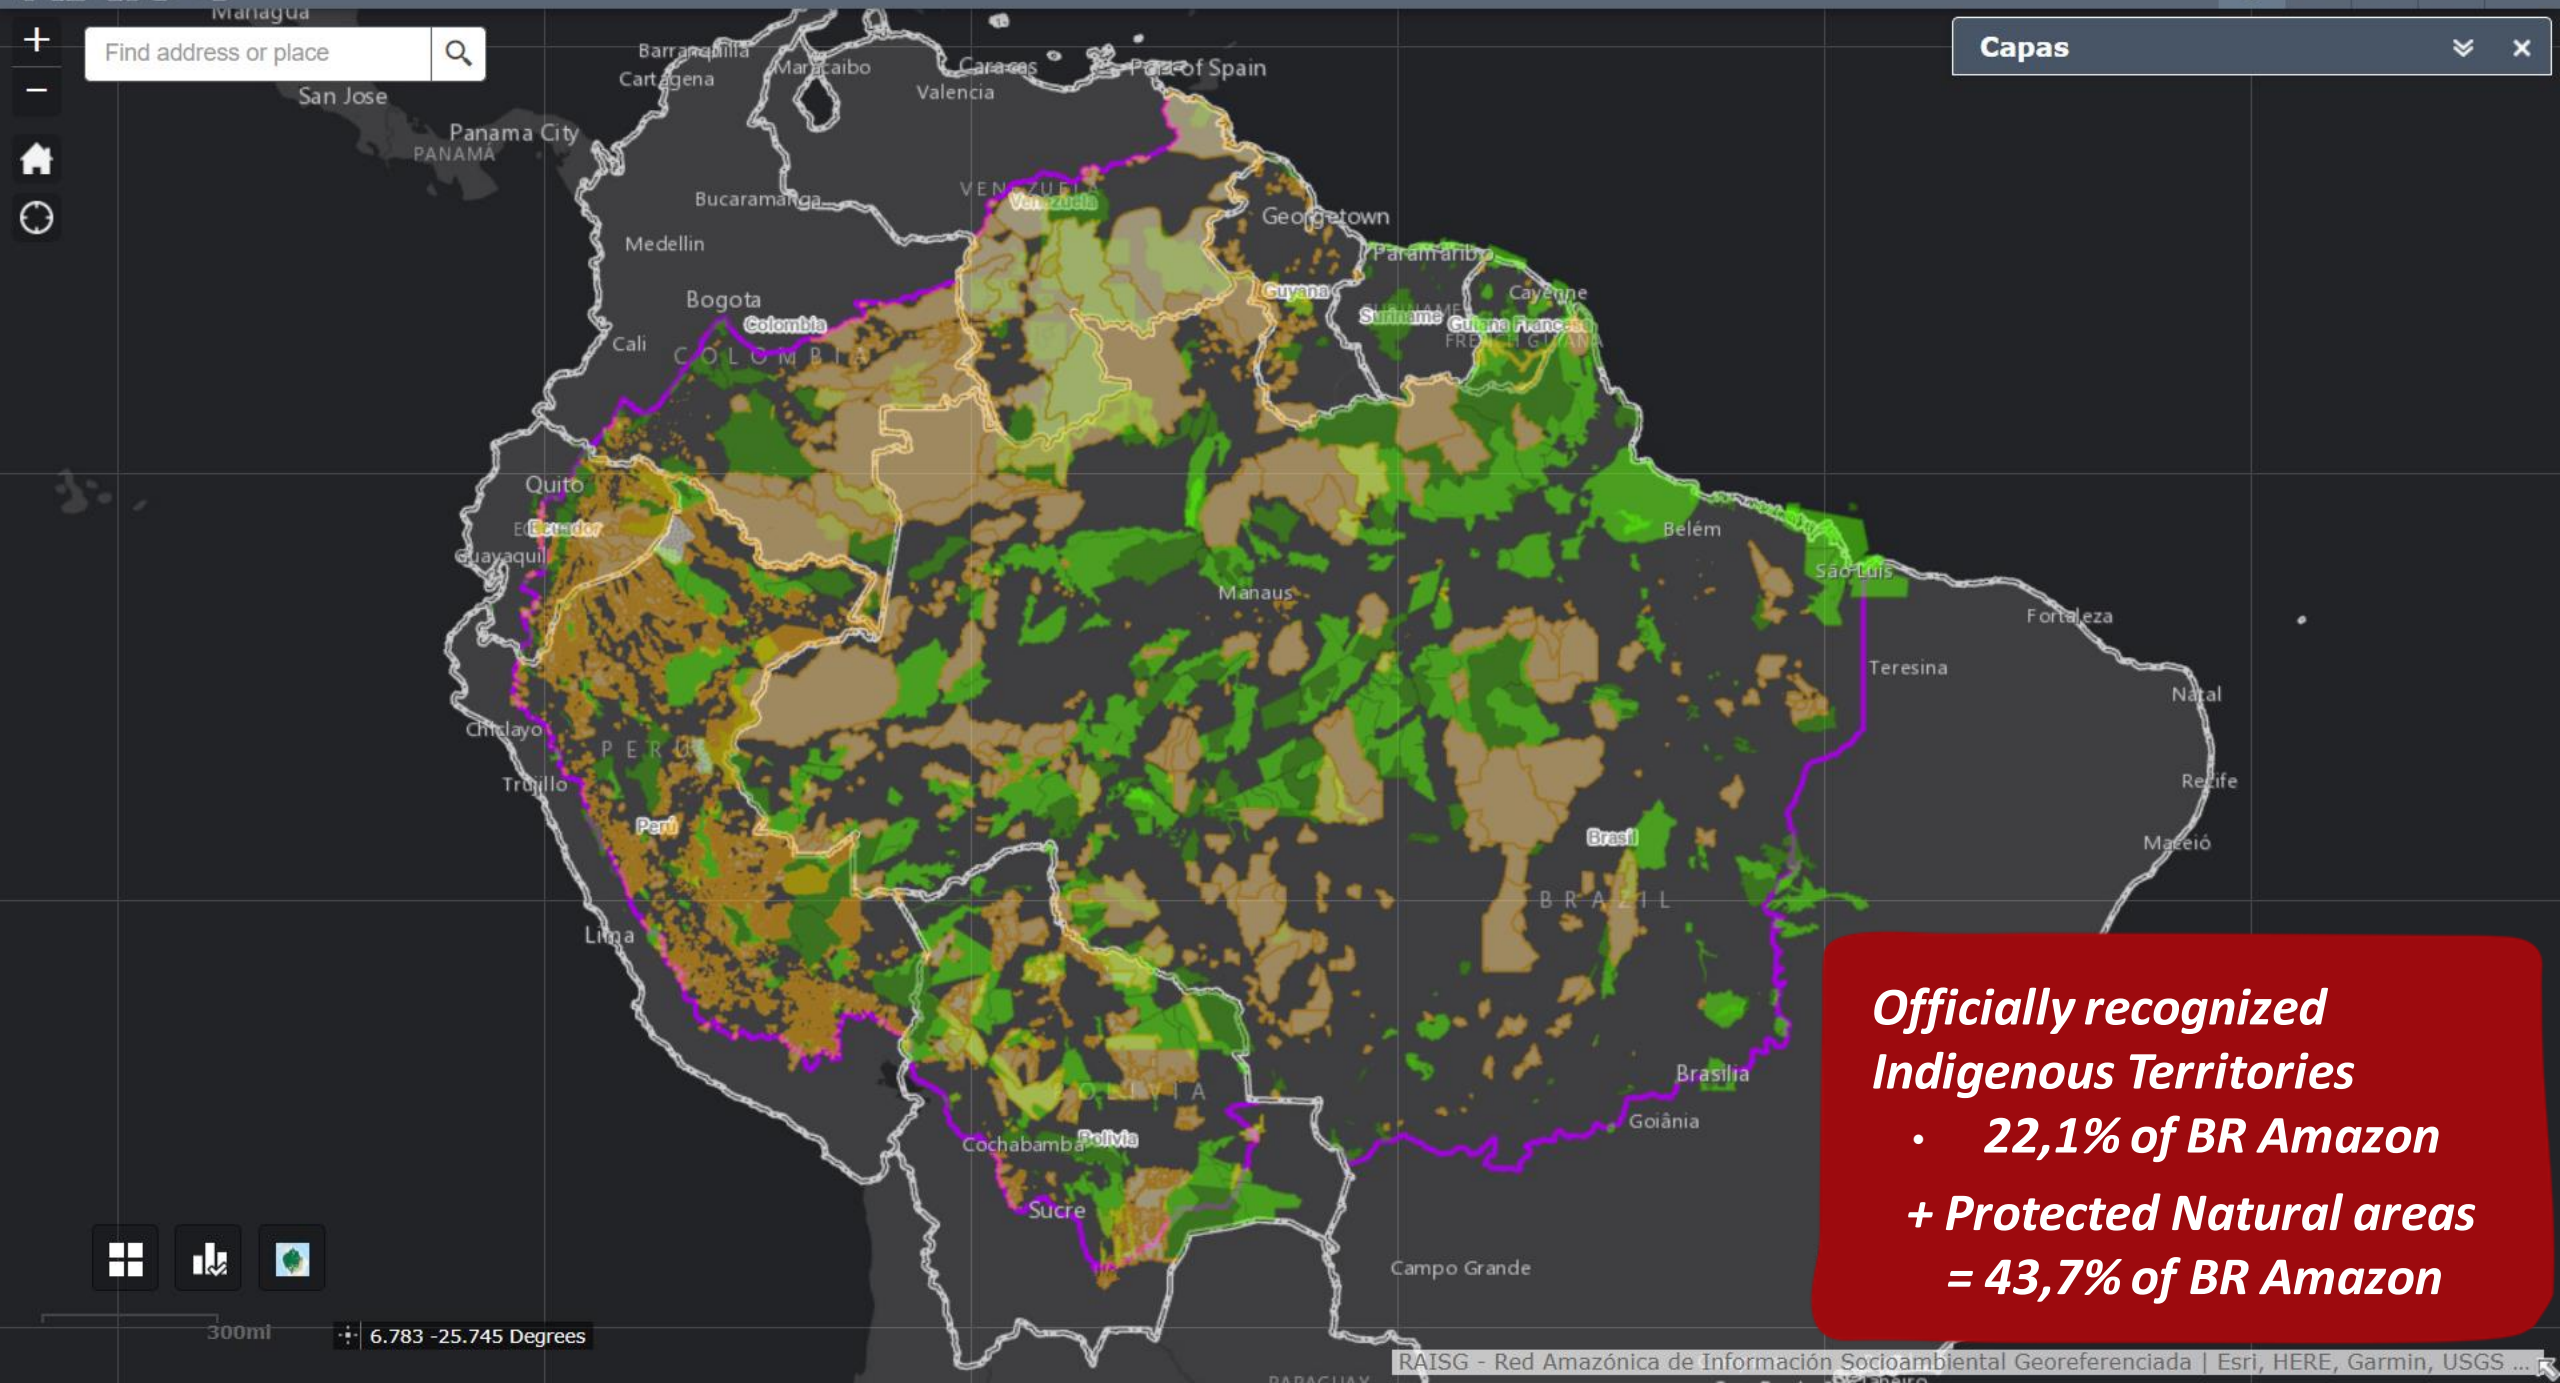 Managua
Find address or place
Capas
Barranquilla
Maracaibo
Caracas
Port of Spain
Cartagena
Valencia
San Jose
Panama City
PANAMÁ
VENEZUELA
Venezuela
Bucaramanga
Georgetown
Medellin
Paramaribo
Bogota
Guyana
Cayenne
Colombia
SURINAME
Suriname
Guiana Francesa
Cali
COLOMBIA
FRENCH GUIANA
Quito
Ecuador
Belém
Guayaquil
São Luís
Manaus
Fortaleza
Teresina
Natal
Chiclayo
PERU
Trujillo
Recife
Perú
Brasil
Maceió
BRAZIL
Lima
Officially recognized
Indigenous Territories
• 22,1% of BR Amazon
+ Protected Natural areas
= 43,7% of BR Amazon
Brasilia
BOLIVIA
Goiânia
Cochabamba
Bolivia
Sucre
Campo Grande
300mi
6.783 -25.745 Degrees
RAISG - Red Amazónica de Información Socioambiental Georeferenciada | Esri, HERE, Garmin, USGS ...
PARAGUAY